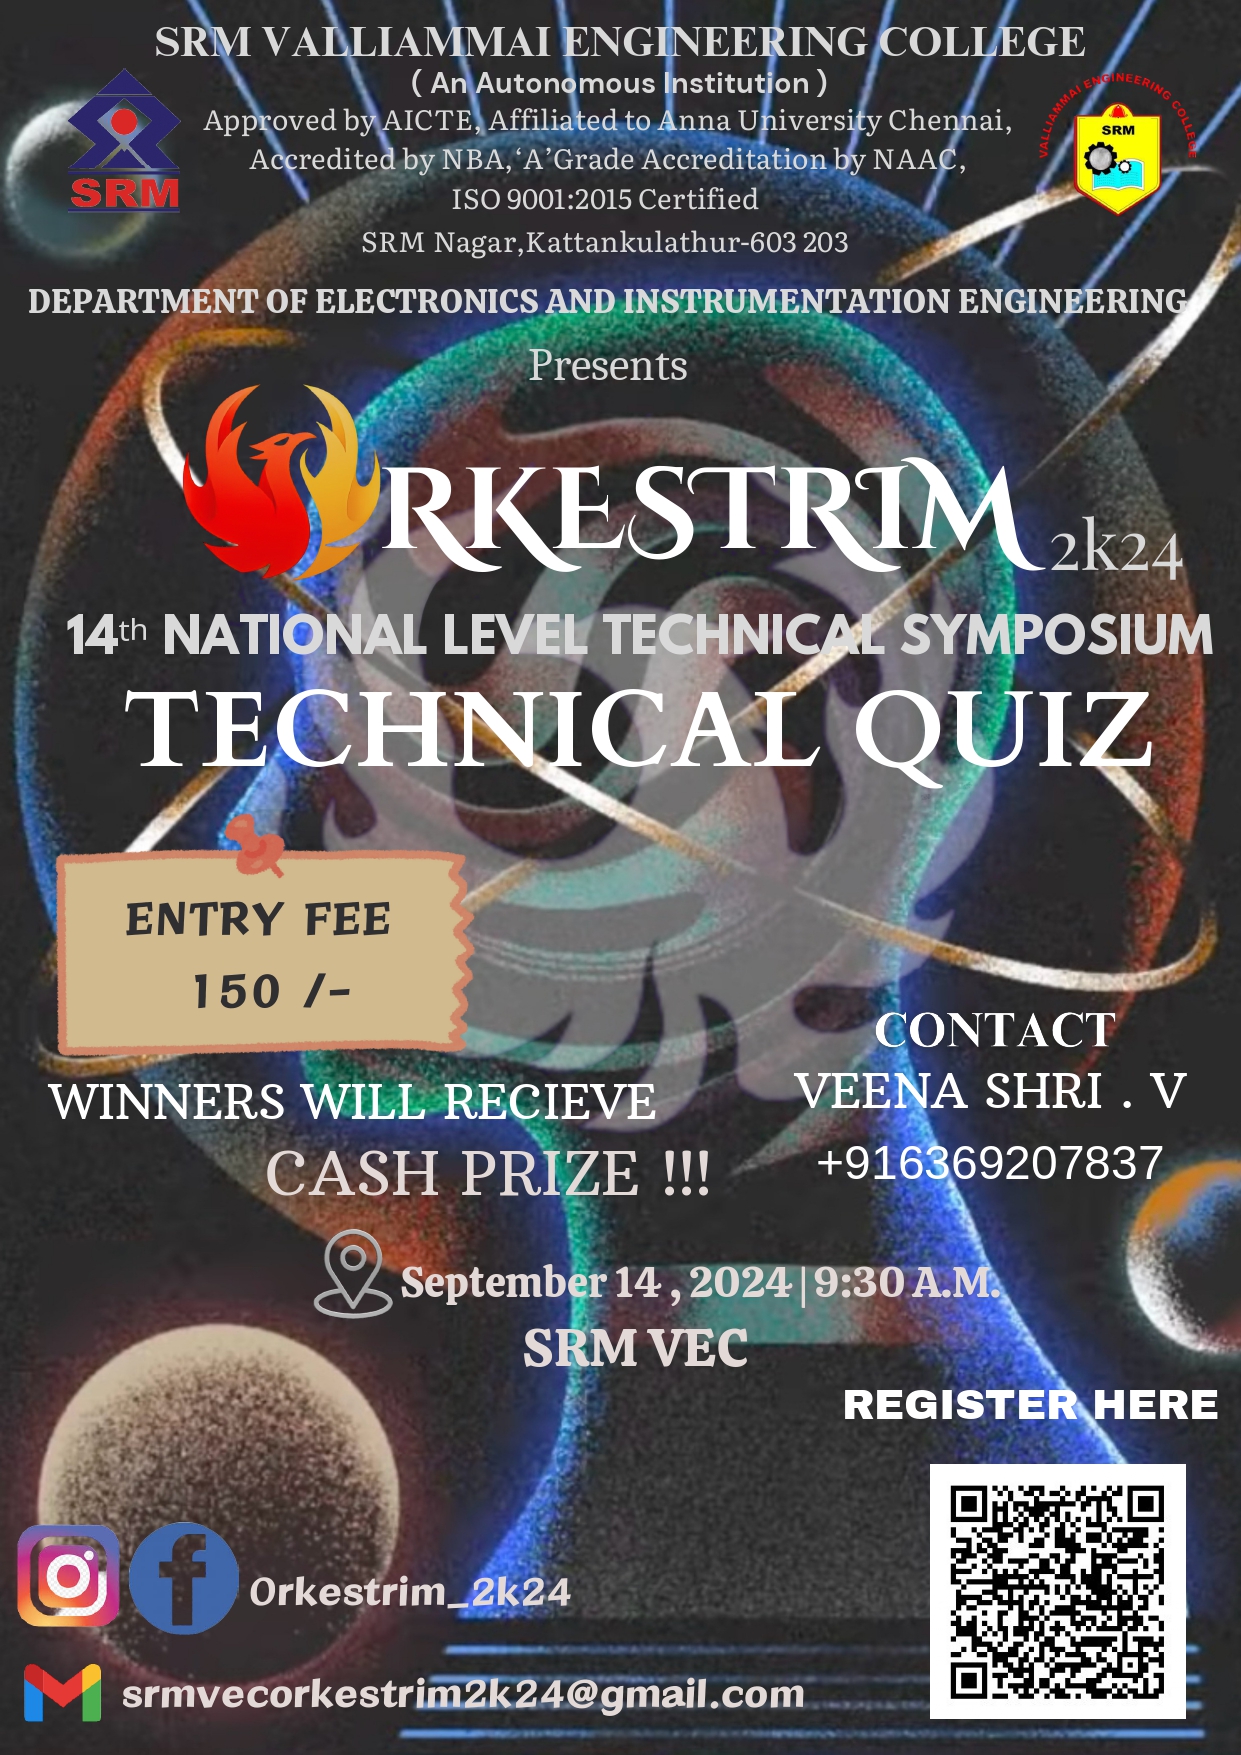 SRM VALLIAMMAI ENGINEERING COLLEGE
( An Autonomous Institution )
Approved by AICTE, Affiliated to Anna University Chennai,
Accredited by NBA,‘A’Grade Accreditation by NAAC,
ISO 9001:2015 Certified
SRM Nagar,Kattankulathur-603 203
SRM
VALLIAMMAI ENGINEERING COLLEGE
SRM
DEPARTMENT OF ELECTRONICS AND INSTRUMENTATION ENGINEERING
Presents
RKESTRIM 2k24
14th NATIONAL LEVEL TECHNICAL SYMPOSIUM
TECHNICAL QUIZ
ENTRY FEE
150 /-
CONTACT
VEENA SHRI . V
+916369207837
WINNERS WILL RECIEVE
CASH PRIZE !!!
September 14 , 2024|9:30 A.M.
SRM VEC
REGISTER HERE
Orkestrim_2k24
srmvecorkestrim2k24@gmail.com